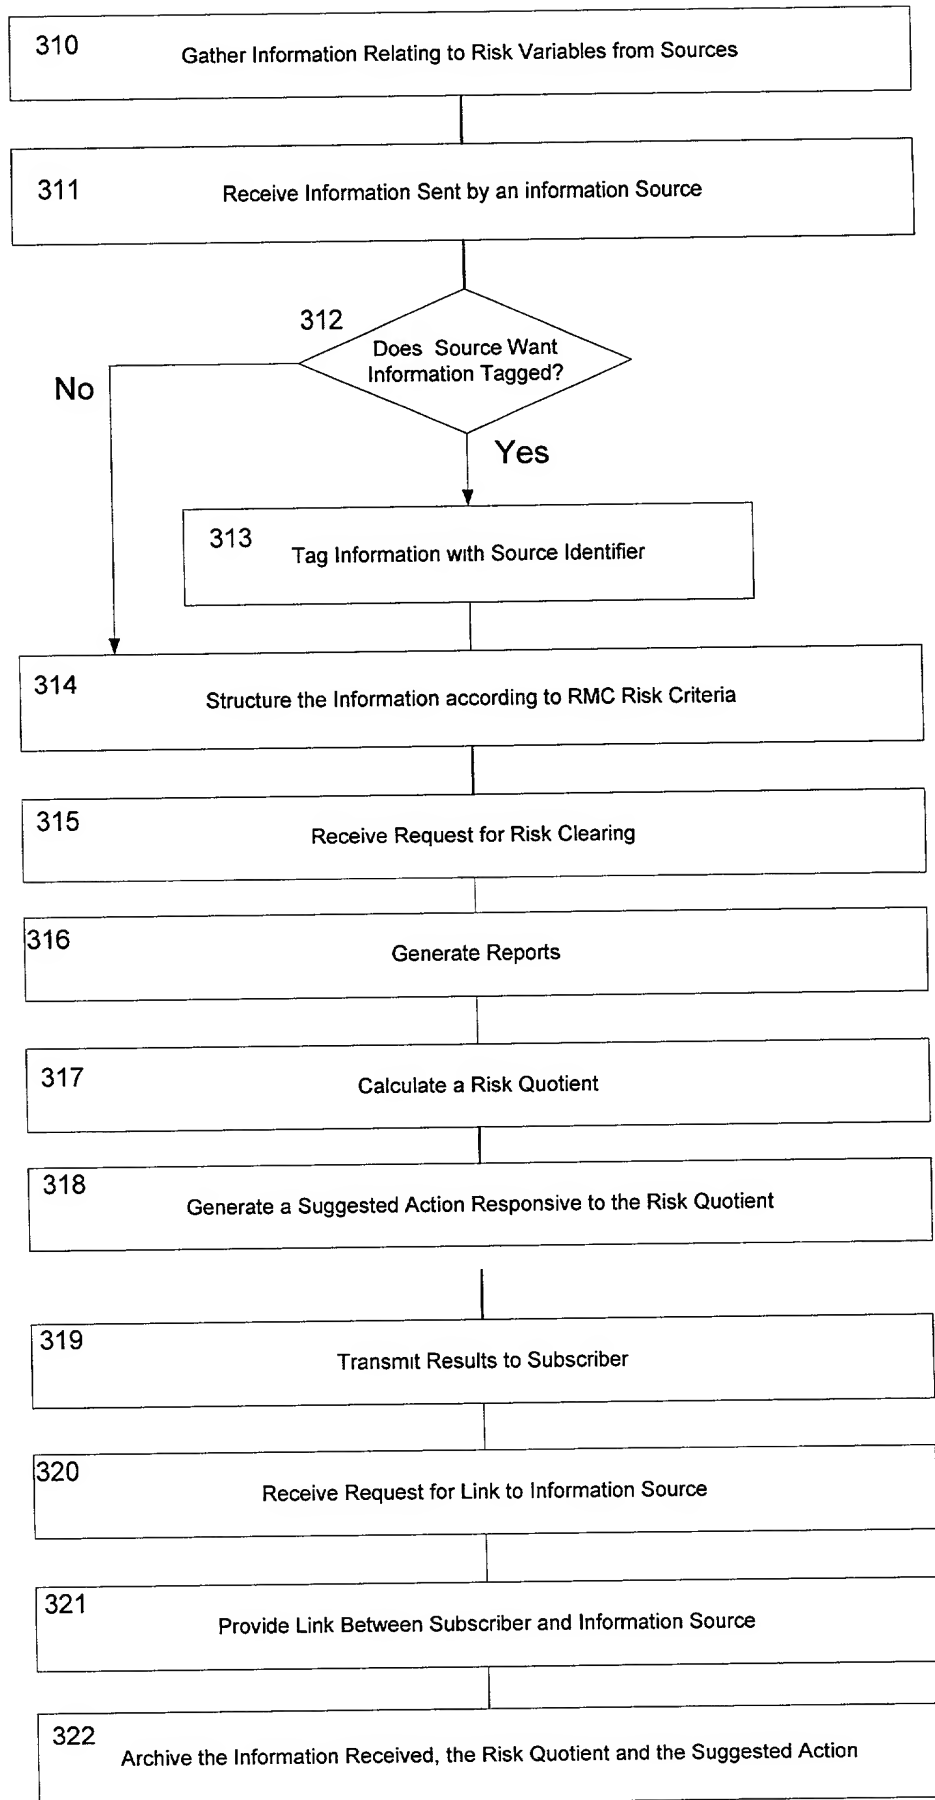 310
Gather Information Relating to Risk Variables from Sources
311
Receive Information Sent by an information Source
312
Does Source Want
Information Tagged?
No
Yes
313
Tag Information with Source Identifier
314
Structure the Information according to RMC Risk Criteria
315
Receive Request for Risk Clearing
316
Generate Reports
317
Calculate a Risk Quotient
318
Generate a Suggested Action Responsive to the Risk Quotient
319
Transmit Results to Subscriber
320
Receive Request for Link to Information Source
321
Provide Link Between Subscriber and Information Source
322
Archive the Information Received, the Risk Quotient and the Suggested Action